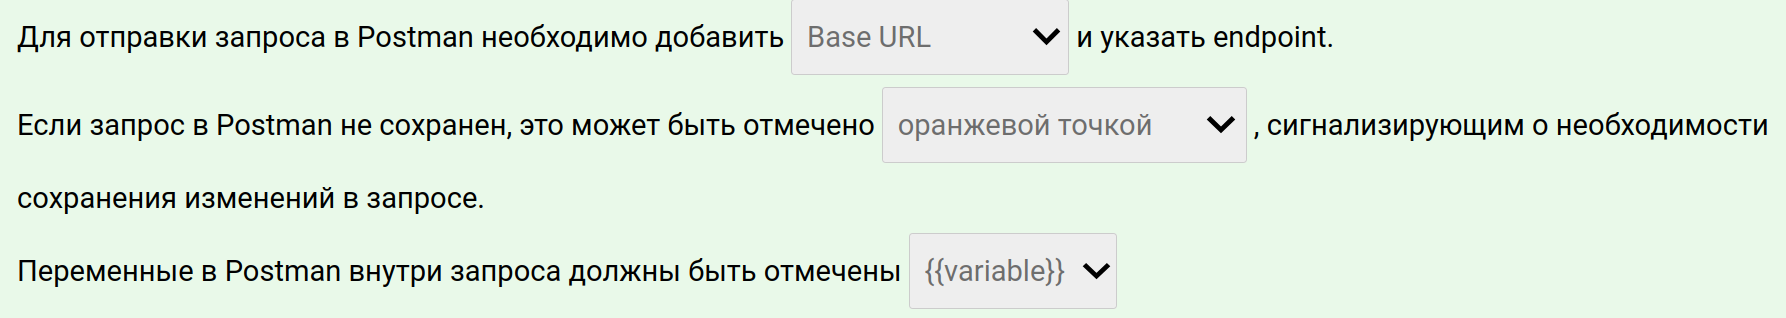 Для отправки запроса в Postman необходимо добавить Base URL и указать endpoint.
Если запрос в Postman не сохранен, это может быть отмечено оранжевой точкой , сигнализирующим о необходимости
сохранения изменений в запросе.
Переменные в Postman внутри запроса должны быть отмечены {{variable}}